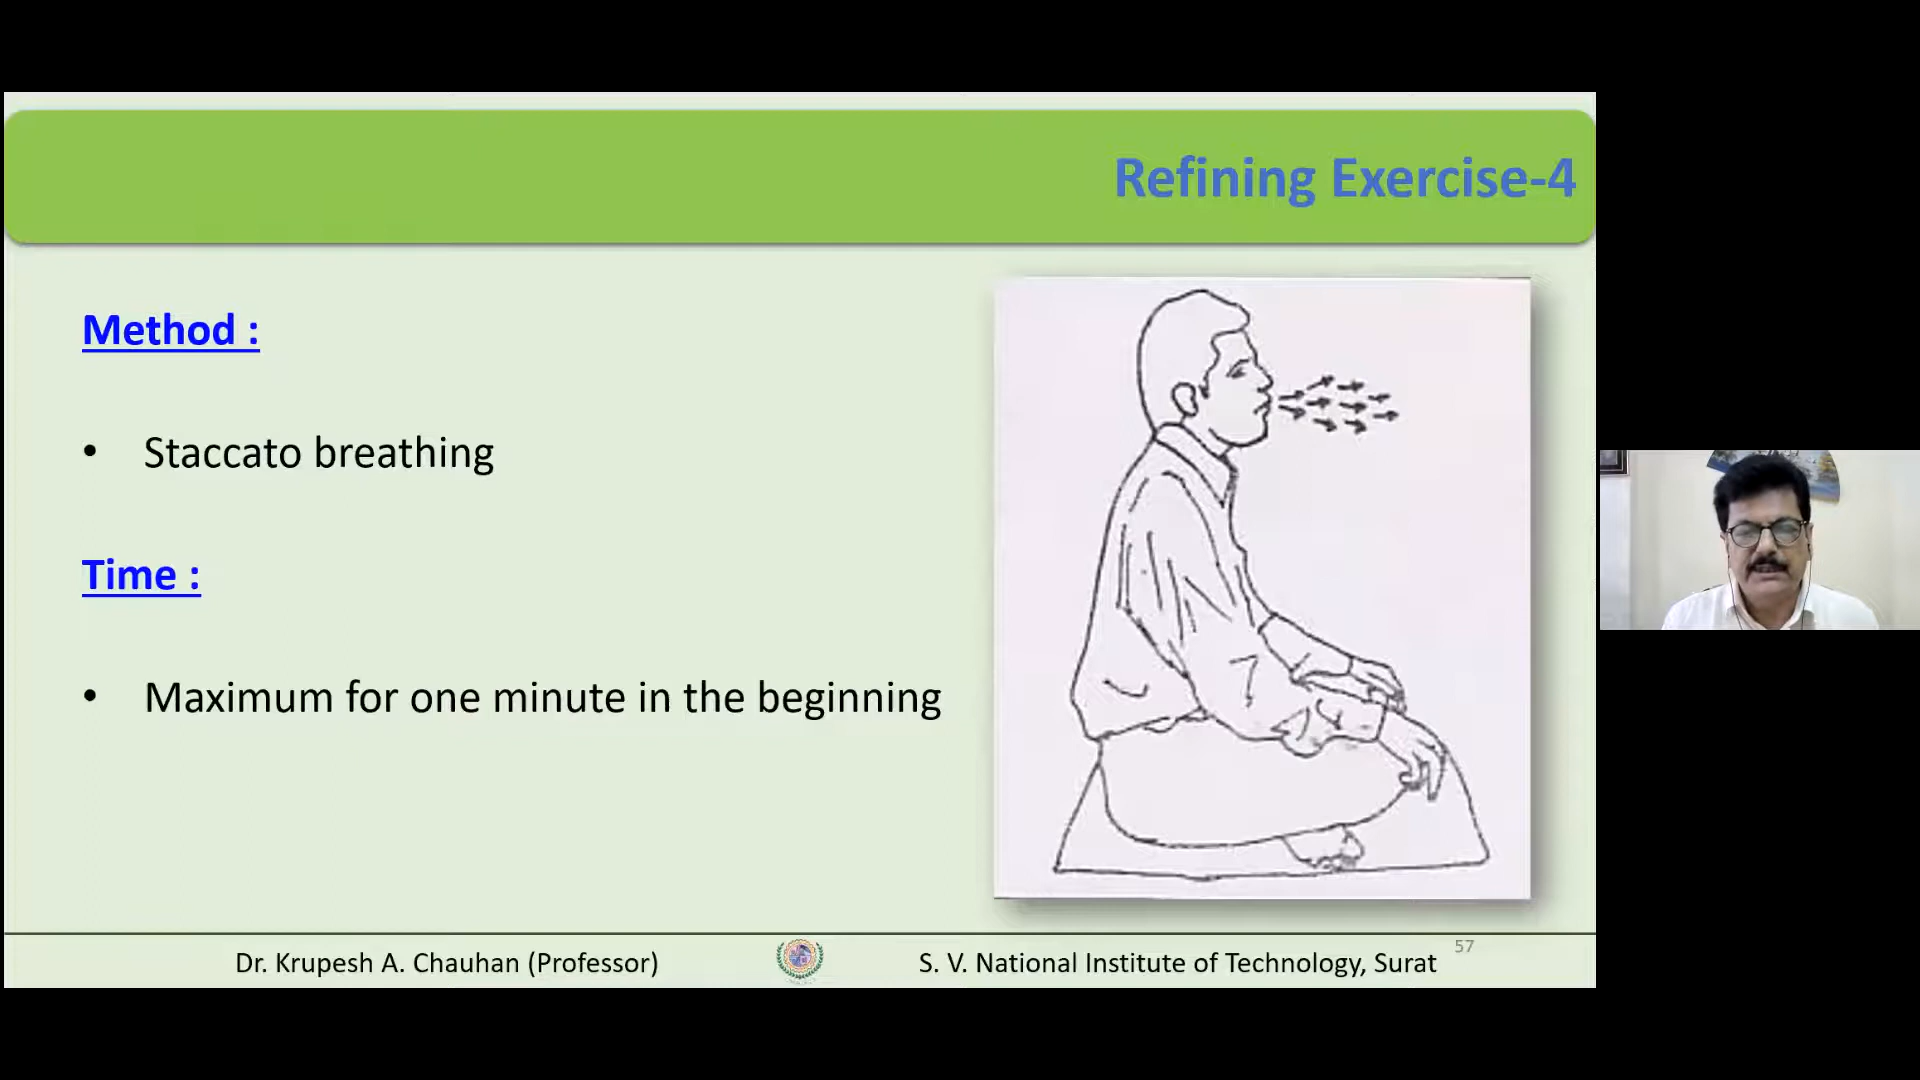 Refining Exercise-4
Method :
• Staccato breathing
Time :
• Maximum for one minute in the beginning
Dr. Krupesh A. Chauhan (Professor)
S. V. National Institute of Technology, Surat
57